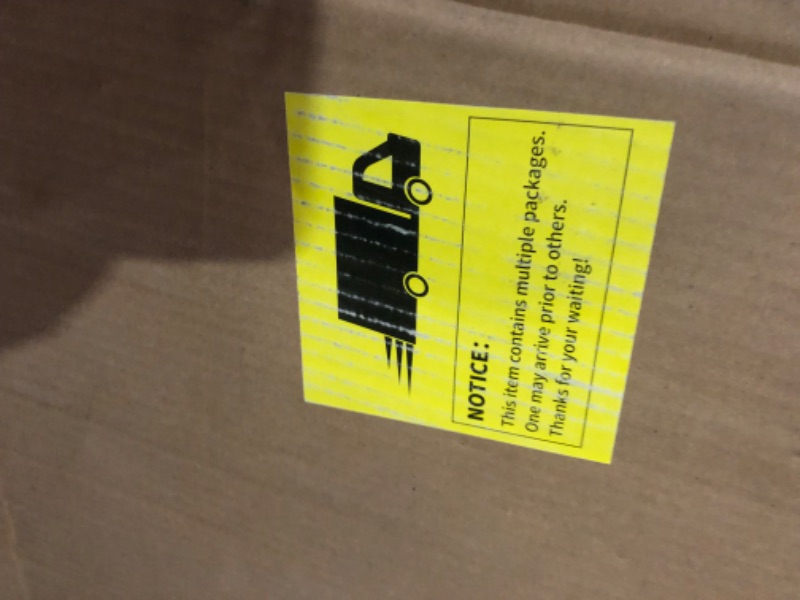 NOTICE:
This item contains multiple packages.
One may arrive prior to others.
Thanks for your waiting!